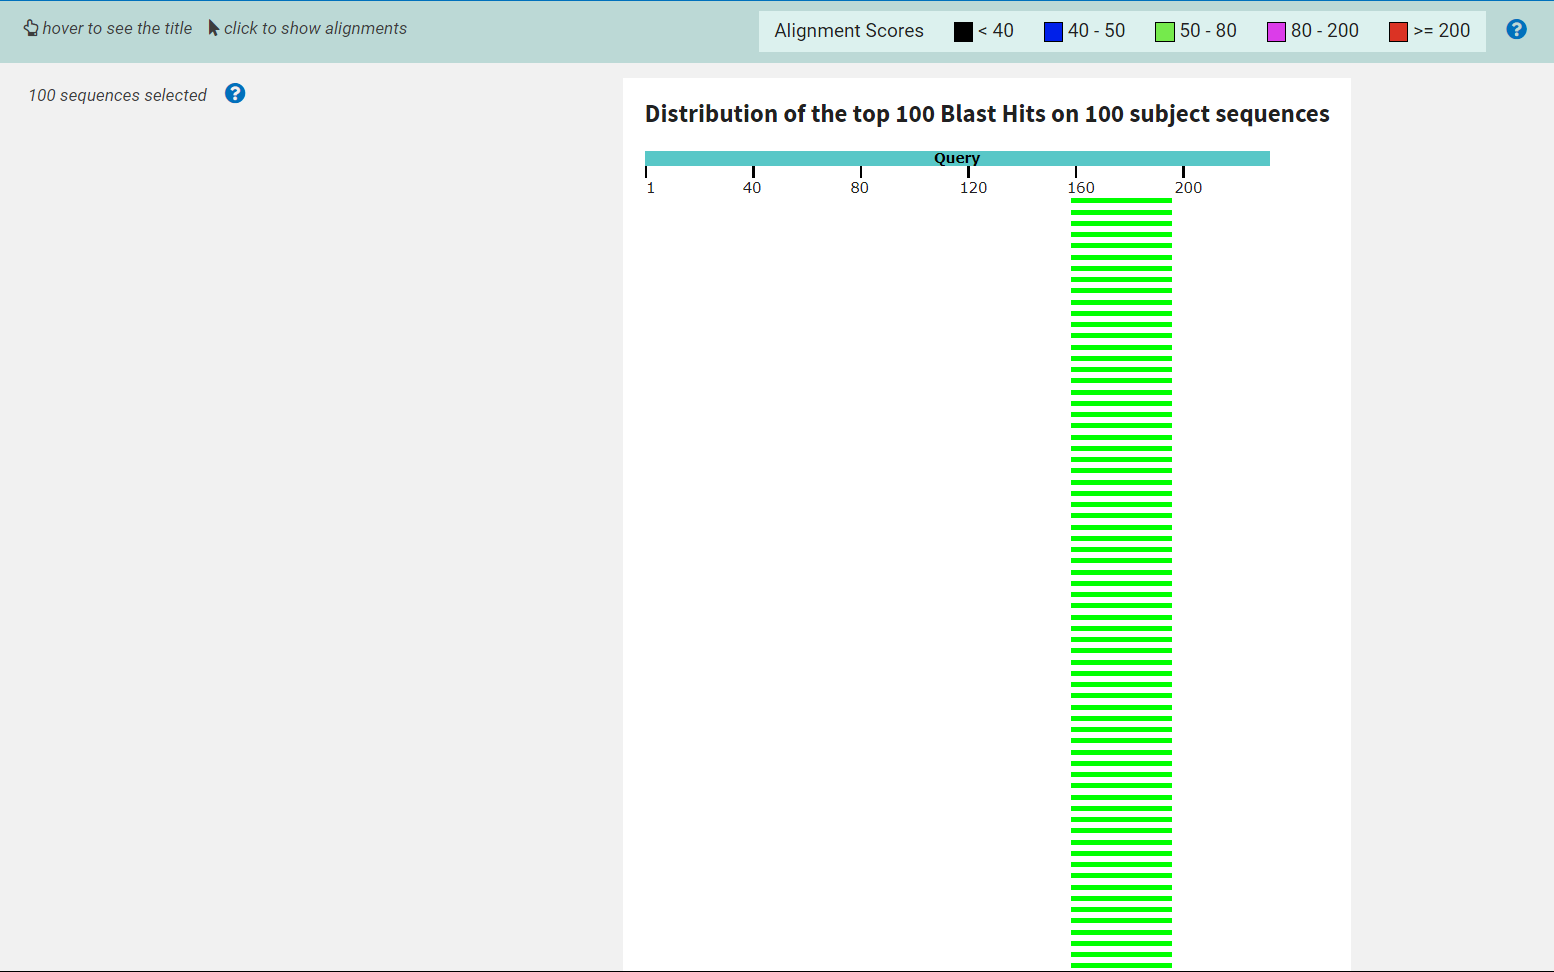 hover to see the title click to show alignments
Alignment Scores < 40 40 - 50 50 - 80 80 - 200 >= 200 ?
100 sequences selected ?
Distribution of the top 100 Blast Hits on 100 subject sequences
Query
1 40 80 120 160 200